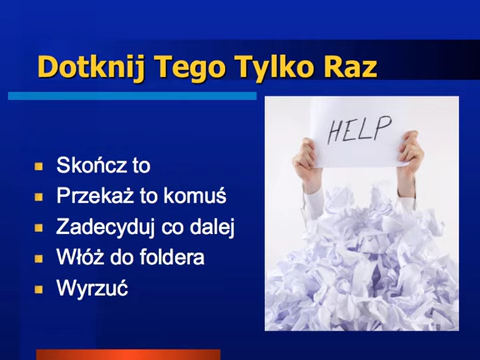 Dotknij Tego Tylko Raz
HELP
Skończ to
Przekaż to komuś
Zadecyduj co dalej
Włóż do foldera
Wyrzuć